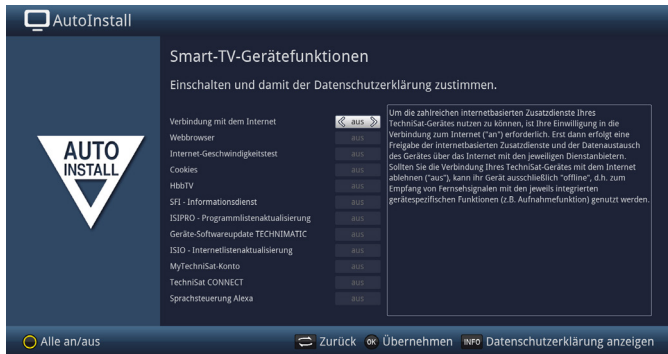 AutoInstall
Smart-TV-Gerätefunktionen
Einschalten und damit der Datenschutzerklärung zustimmen.
AUTO
INSTALL
Verbindung mit dem Internet aus
Webbrowser aus
Internet-Geschwindigkeitstest aus
Cookies aus
HbbTV aus
SFI - Informationsdienst aus
ISIPRO - Programmlistenaktualisierung aus
Geräte-Softwareupdate TECHNIMATIC aus
ISIO - Internetlistenaktualisierung aus
MyTechniSat-Konto aus
TechniSat CONNECT aus
Sprachsteuerung Alexa aus
Um die zahlreichen internetbasierten Zusatzdienste Ihres
TechniSat-Gerätes nutzen zu können, ist Ihre Einwilligung in die
Verbindung zum Internet ("an") erforderlich. Erst dann erfolgt eine
Freigabe der internetbasierten Zusatzdienste und der Datenaustausch
des Gerätes über das Internet mit den jeweiligen Dienstanbietern.
Sollten Sie die Verbindung Ihres TechniSat-Gerätes mit dem Internet
ablehnen ("aus"), kann ihr Gerät ausschließlich "offline", d.h. zum
Empfang von Fernsehsignalen mit den jeweils integrierten
gerätespezifischen Funktionen (z.B. Aufnahmefunktion) genutzt werden.
Alle an/aus Zurück OK Übernehmen INFO Datenschutzerklärung anzeigen